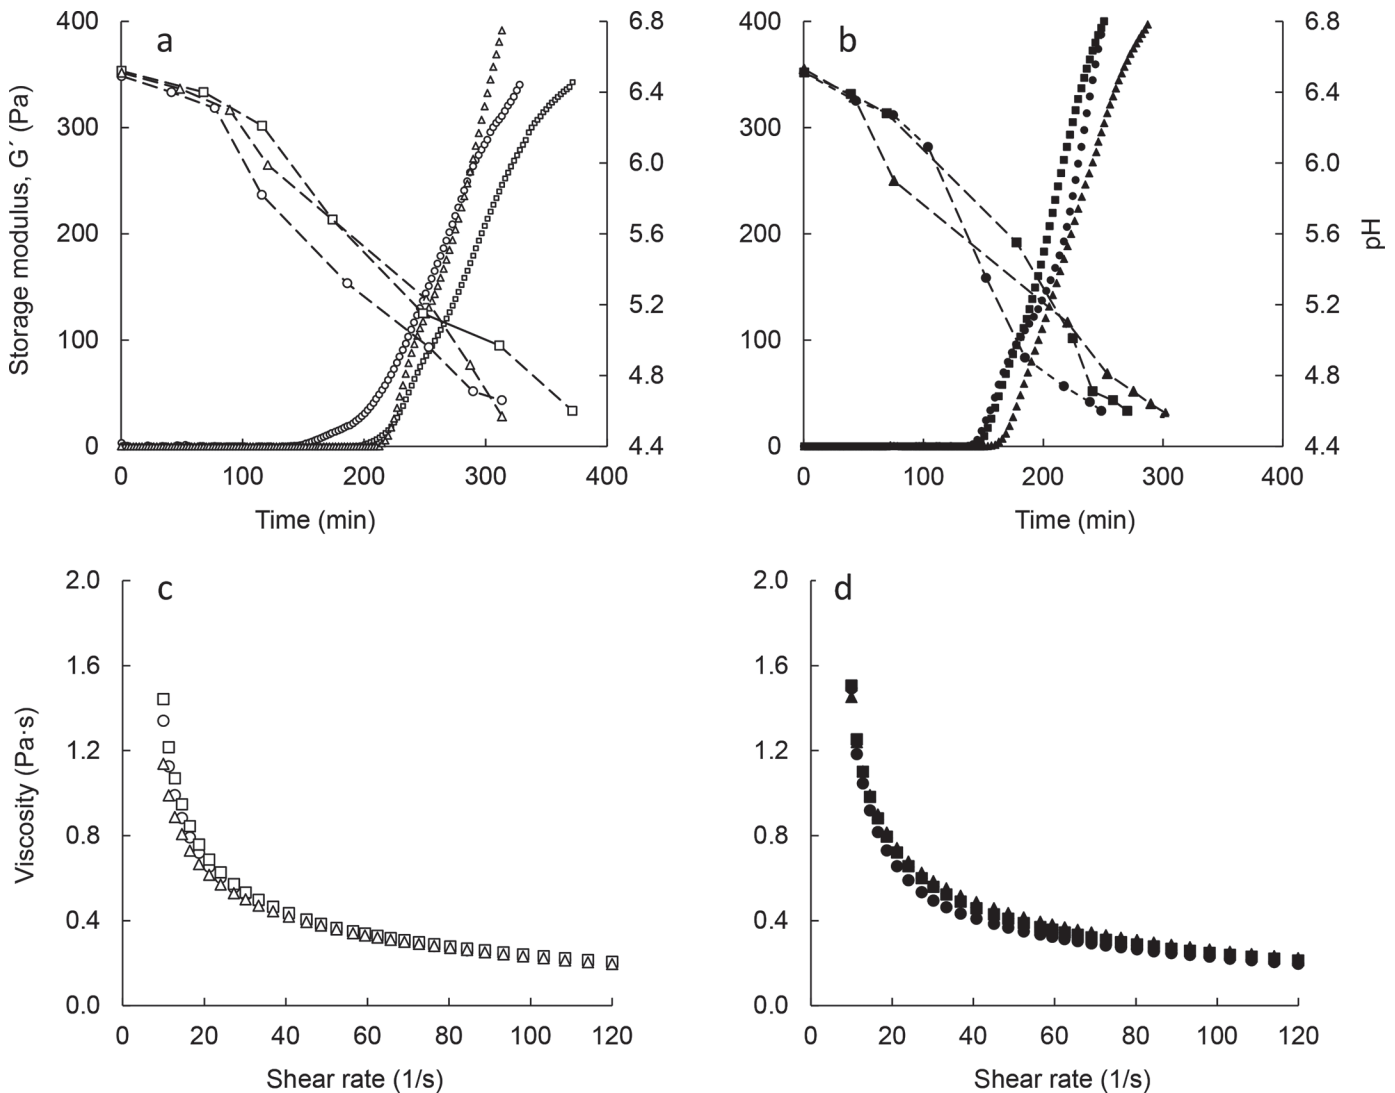 400 6.8 400 6.8
a b
300 6.4 300 6.4
6.0 6.0
200 5.6 200 5.6
5.2 5.2
100 100
4.8 4.8
0 4.4 0 4.4
0 100 200 300 400 0 100 200 300 400
Time (min) Time (min)
Storage modulus, G´ (Pa)
pH
2.0 2.0
c d
1.6 1.6
1.2 1.2
0.8 0.8
0.4 0.4
0.0 0.0
0 20 40 60 80 100 120 0 20 40 60 80 100 120
Shear rate (1/s) Shear rate (1/s)
Viscosity (Pa·s)